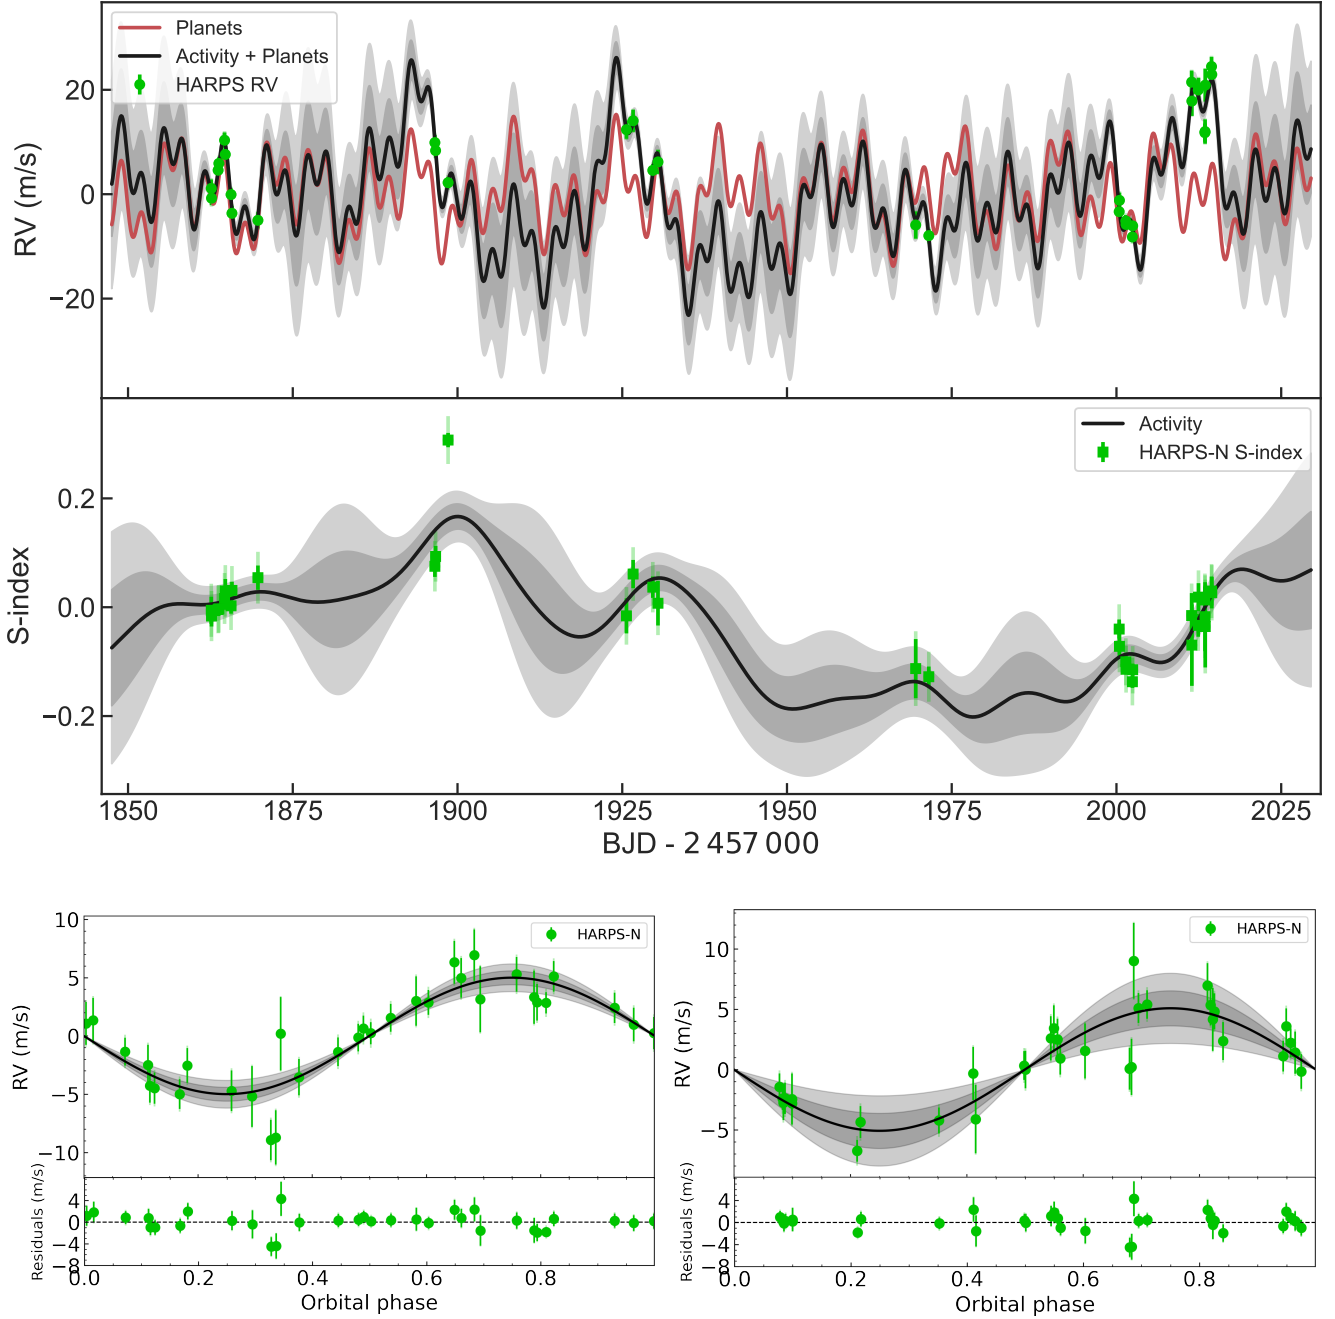 Planets
Activity + Planets
HARPS RV
20
0
−20
RV (m/s)
Activity
HARPS-N S-index
0.2
0.0
−0.2
S-index
1850 1875 1900 1925 1950 1975 2000 2025
BJD - 2 457 000
HARPS-N
10
5
0
−5
−10
RV (m/s)
4
0
−4
−8
Residuals (m/s)
0.0 0.2 0.4 0.6 0.8
Orbital phase
HARPS-N
10
5
0
−5
RV (m/s)
4
0
−4
−8
Residuals (m/s)
0.0 0.2 0.4 0.6 0.8
Orbital phase